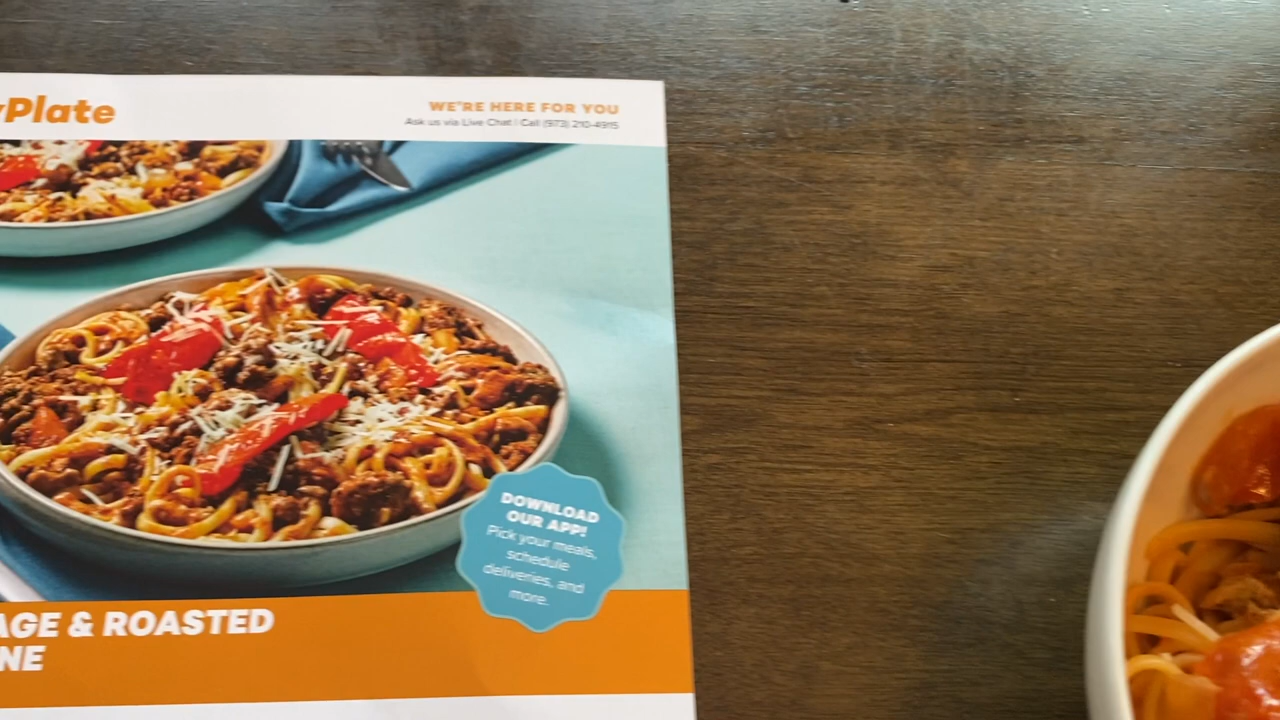 yPlate
WE'RE HERE FOR YOU
Ask us via Live Chat | Call (973) 210-4915
DOWNLOAD
OUR APP!
Pick your meals,
schedule
deliveries, and
more.
AGE & ROASTED
NE